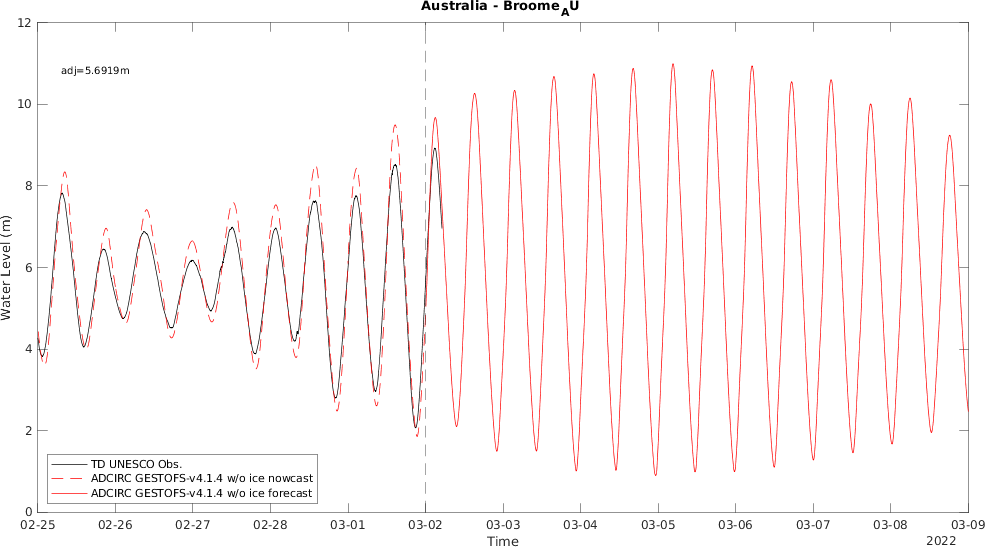 Australia - Broome_AU
adj=5.6919m
12
10
8
6
4
2
0
Water Level (m)
TD UNESCO Obs.
ADCIRC GESTOFS-v4.1.4 w/o ice nowcast
ADCIRC GESTOFS-v4.1.4 w/o ice forecast
02-25 02-26 02-27 02-28 03-01 03-02 03-03 03-04 03-05 03-06 03-07 03-08 03-09
Time
2022